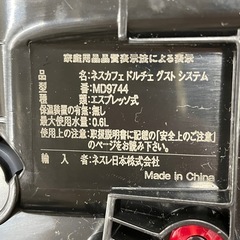 家庭用品品質表示法による表示
品名：ネスカフェ ドルチェ グスト システム
型番：MD9744
種類：エスプレッソ式
保温装置の有無：無し
最大使用水量：0.6L
使用上の注意：取扱説明書に記載の「安全上のご注意」
のページをお読み下さい。
輸入者：ネスレ日本株式会社
Made in China